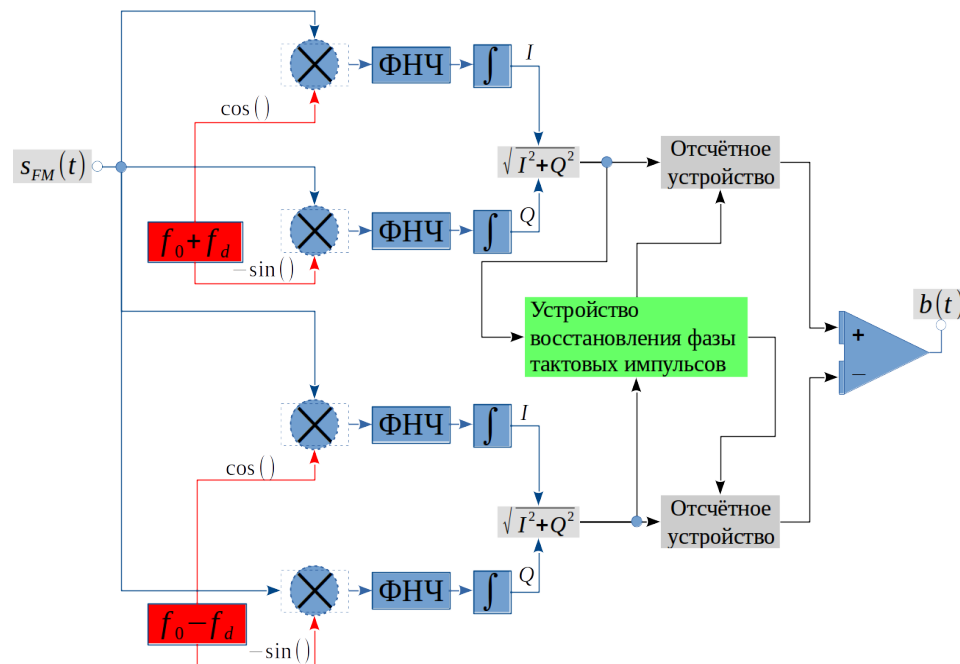 ФНЧ
∫
I
cos()
s_FM(t)
√I²+Q²
Отсчётное
устройство
Q
ФНЧ
∫
f₀+f_d
−sin()
Устройство
восстановления фазы
тактовых импульсов
b(t)
+
−
ФНЧ
∫
I
cos()
√I²+Q²
Отсчётное
устройство
Q
ФНЧ
∫
f₀−f_d
−sin()